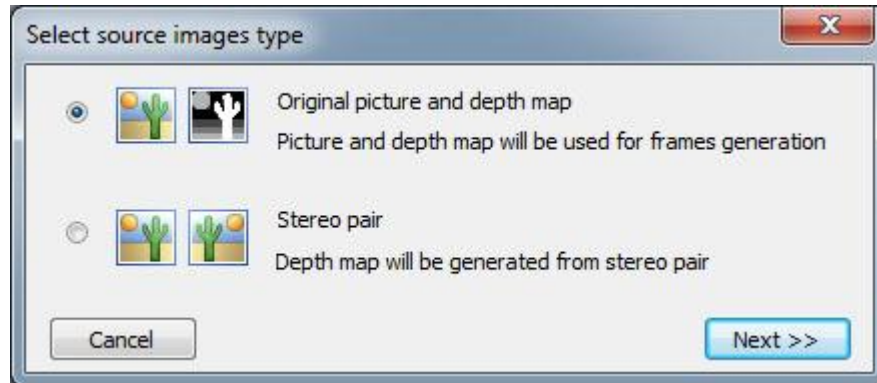 Select source images type
Original picture and depth map
Picture and depth map will be used for frames generation
Stereo pair
Depth map will be generated from stereo pair
Cancel
Next >>